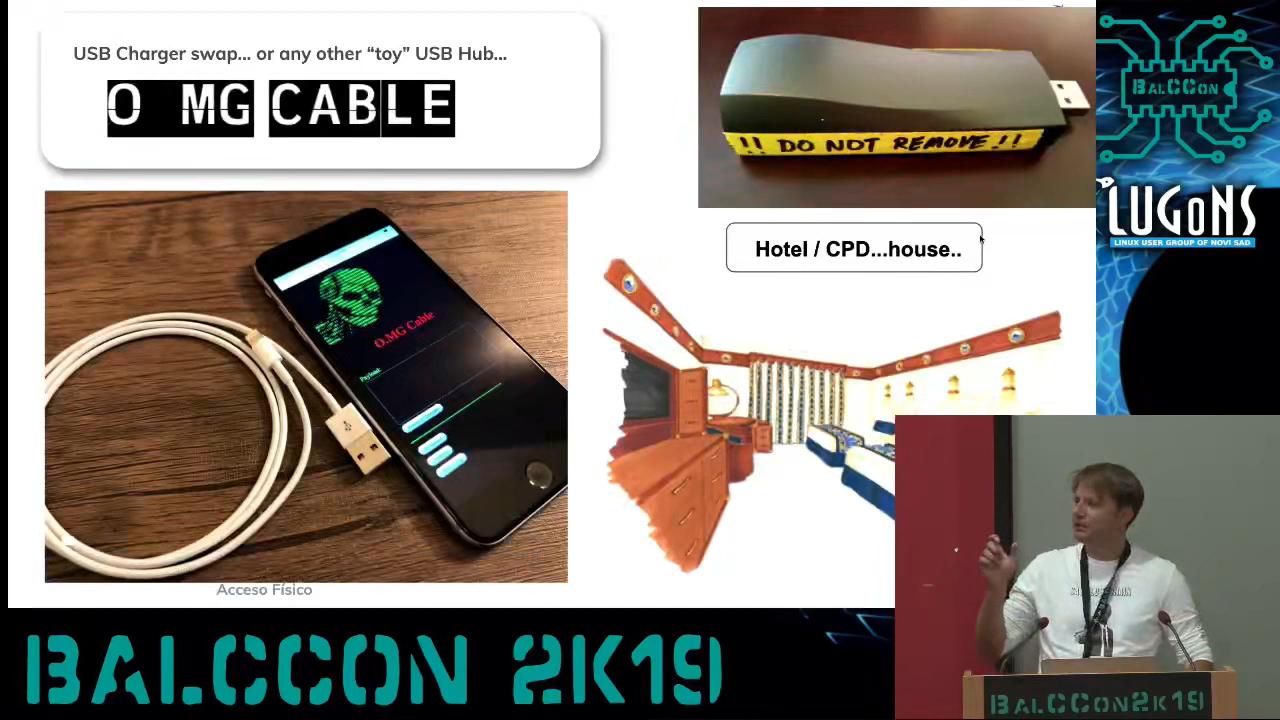 USB Charger swap... or any other “toy” USB Hub...
O MG CABLE
!! DO NOT REMOVE !!
Hotel / CPD...house..
O.MG Cable
Payload:
Acceso Físico
BALCCON
LUGoNS
LINUX USER GROUP OF NOVI SAD
BALCCON 2K19
BALCCON2K19